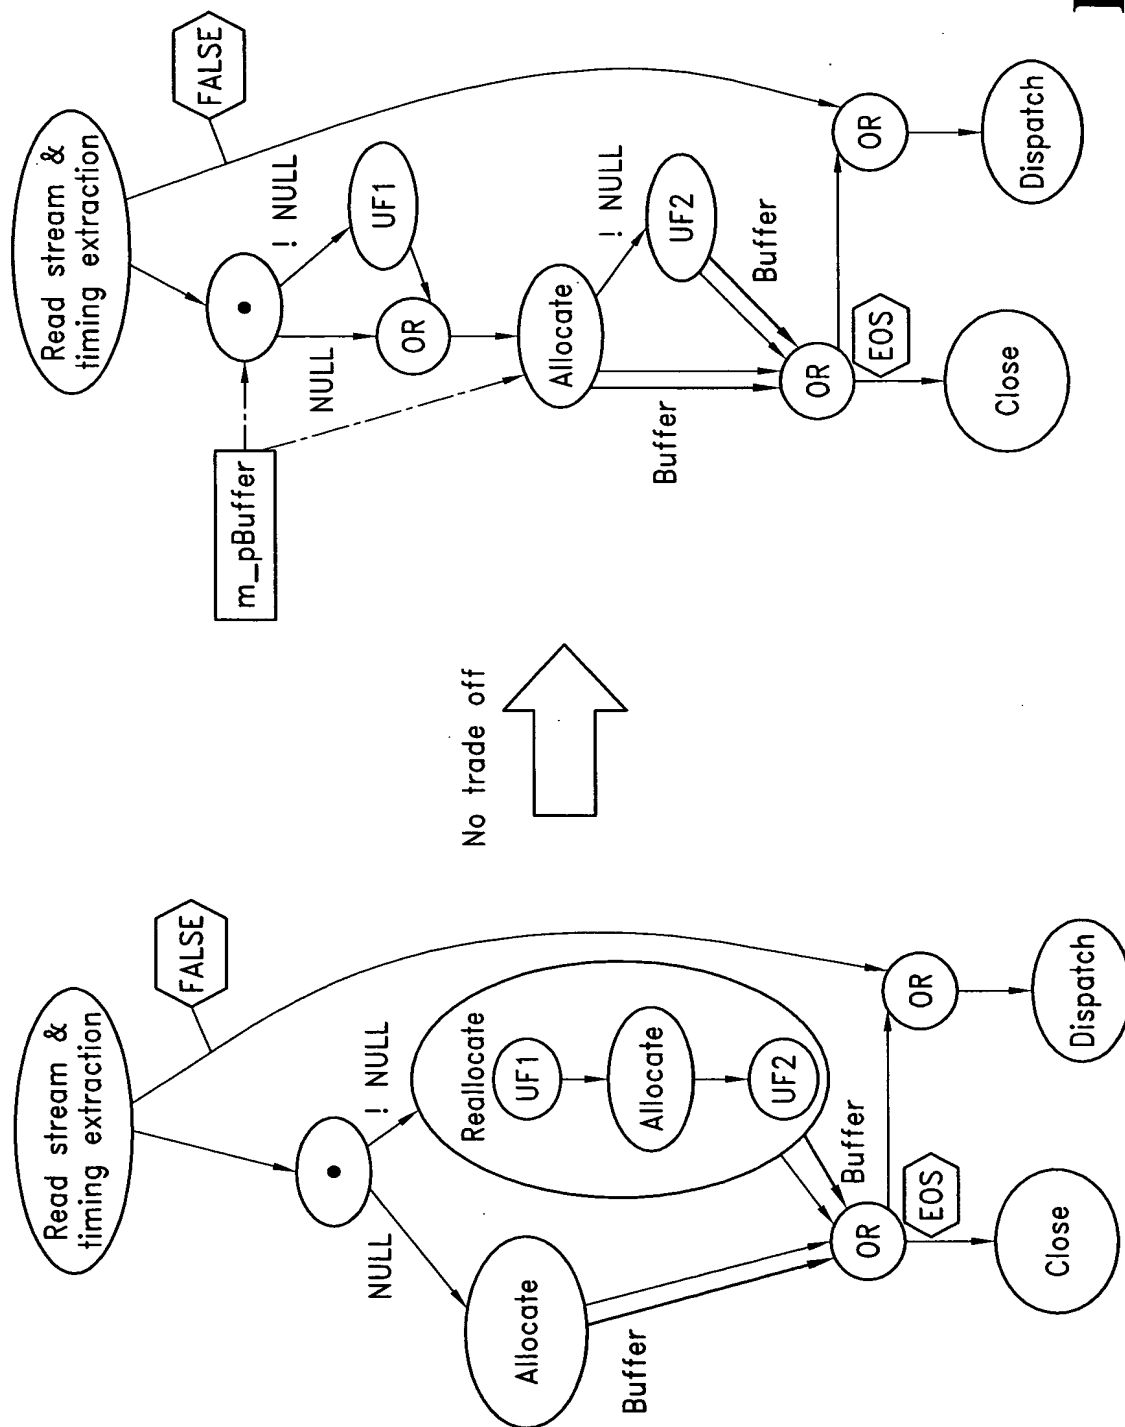 Read stream &
timing extraction
FALSE
! NULL
NULL
Allocate
Reallocate
UF1
Allocate
UF2
Buffer
Buffer
OR
OR
EOS
Close
Dispatch
No trade off
Read stream &
timing extraction
FALSE
m_pBuffer
! NULL
NULL
UF1
OR
Allocate
! NULL
UF2
Buffer
Buffer
OR
OR
EOS
Close
Dispatch